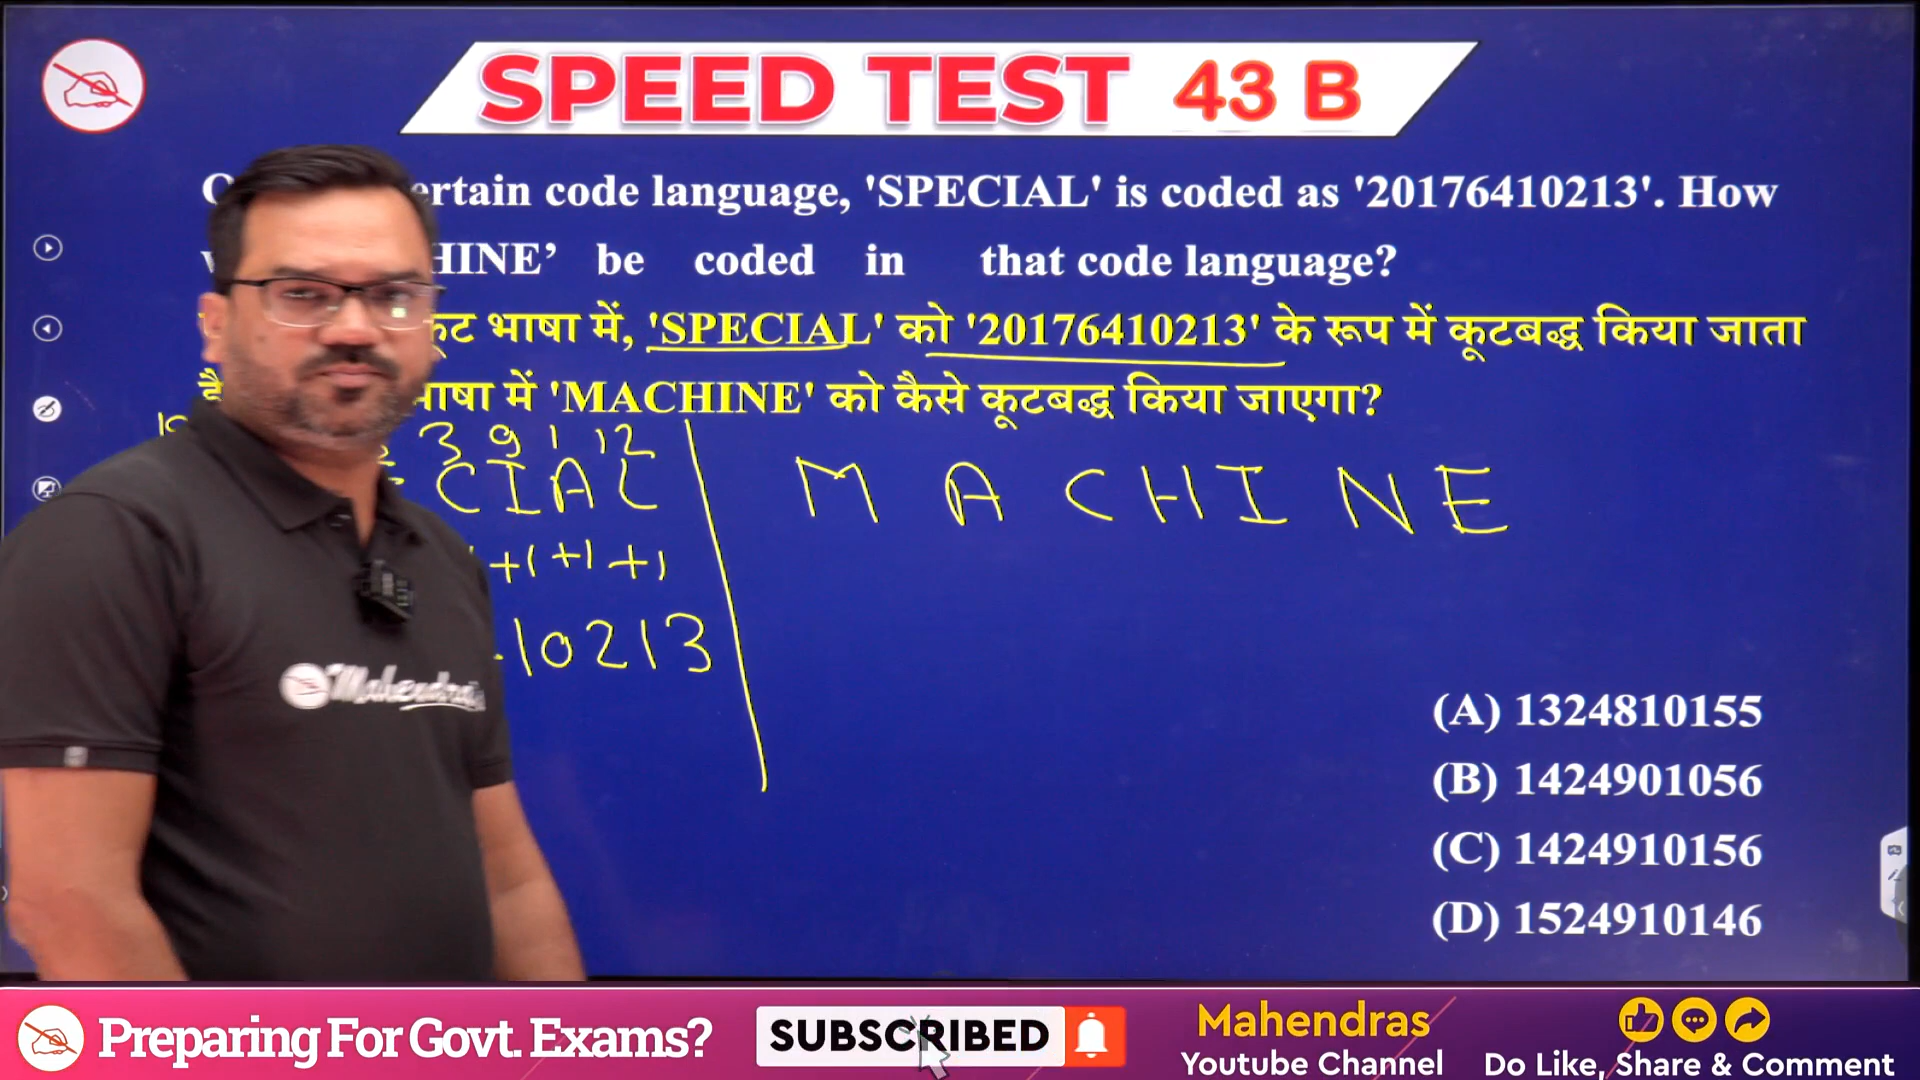 SPEED TEST 43 B
ertain code language, 'SPECIAL' is coded as '20176410213'. How
HINE’ be coded in that code language?
कूट भाषा में, 'SPECIAL' को '20176410213' के रूप में कूटबद्ध किया जाता
है भाषा में 'MACHINE' को कैसे कूटबद्ध किया जाएगा?
3 9 1 12
CIAL
M A C H I N E
+1 +1 +1
10213
(A) 1324810155
(B) 1424901056
(C) 1424910156
(D) 1524910146
Mahendra's
Preparing For Govt. Exams?
SUBSCRIBED
Mahendras
Youtube Channel
Do Like, Share & Comment